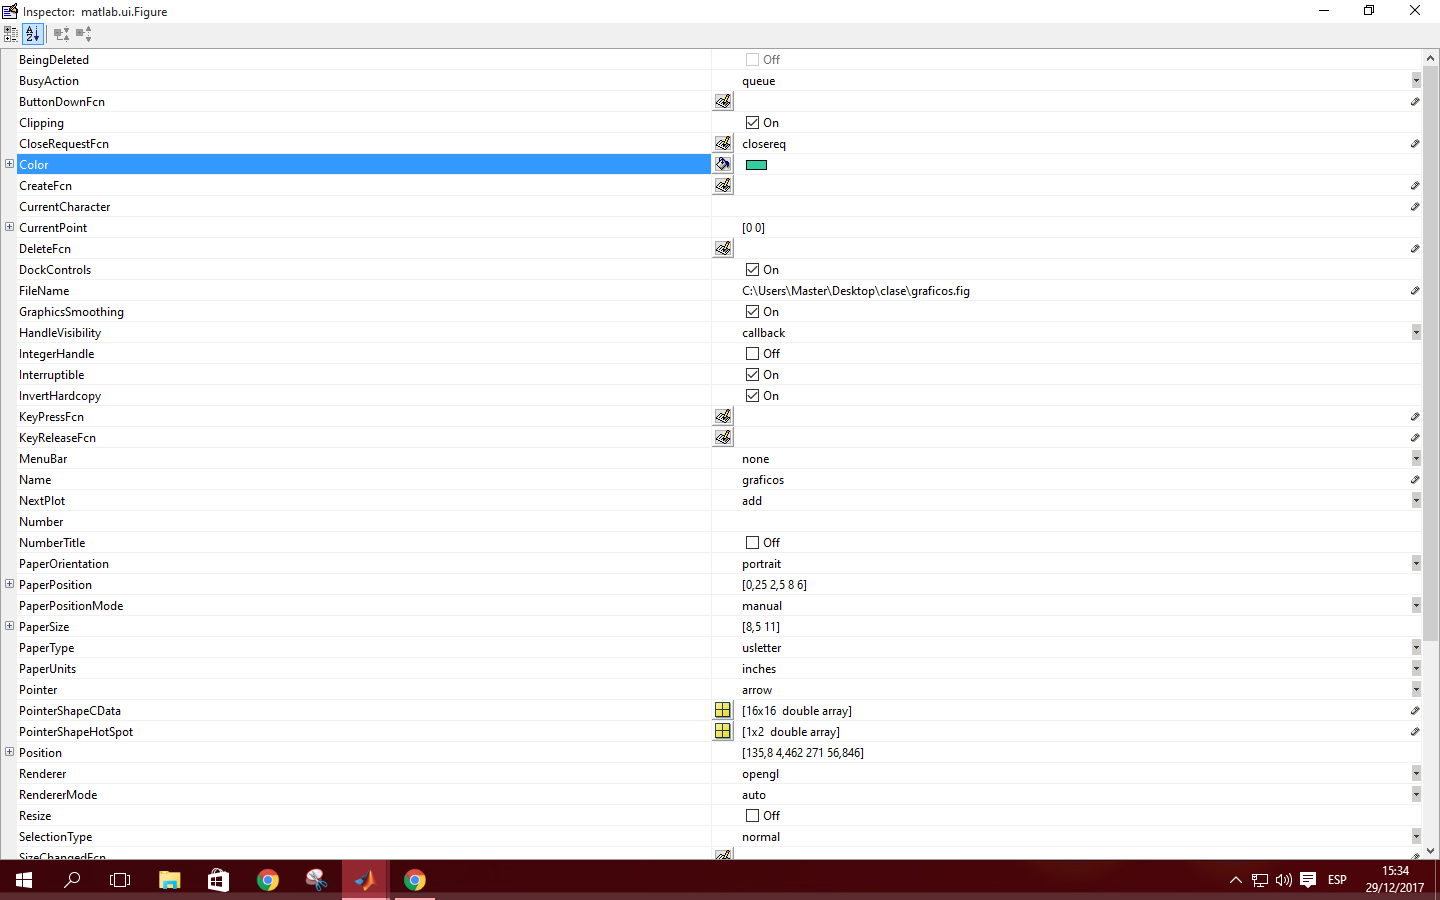 Inspector: matlab.ui.Figure
BeingDeleted Off
BusyAction queue
ButtonDownFcn
Clipping On
CloseRequestFcn closereq
Color
CreateFcn
CurrentCharacter
CurrentPoint [0 0]
DeleteFcn
DockControls On
FileName C:\Users\Master\Desktop\clase\graficos.fig
GraphicsSmoothing On
HandleVisibility callback
IntegerHandle Off
Interruptible On
InvertHardcopy On
KeyPressFcn
KeyReleaseFcn
MenuBar none
Name graficos
NextPlot add
Number
NumberTitle Off
PaperOrientation portrait
PaperPosition [0,25 2,5 8 6]
PaperPositionMode manual
PaperSize [8,5 11]
PaperType usletter
PaperUnits inches
Pointer arrow
PointerShapeCData [16x16 double array]
PointerShapeHotSpot [1x2 double array]
Position [135,8 4,462 271 56,846]
Renderer opengl
RendererMode auto
Resize Off
SelectionType normal
SizeChangedFcn
ESP
15:34
29/12/2017